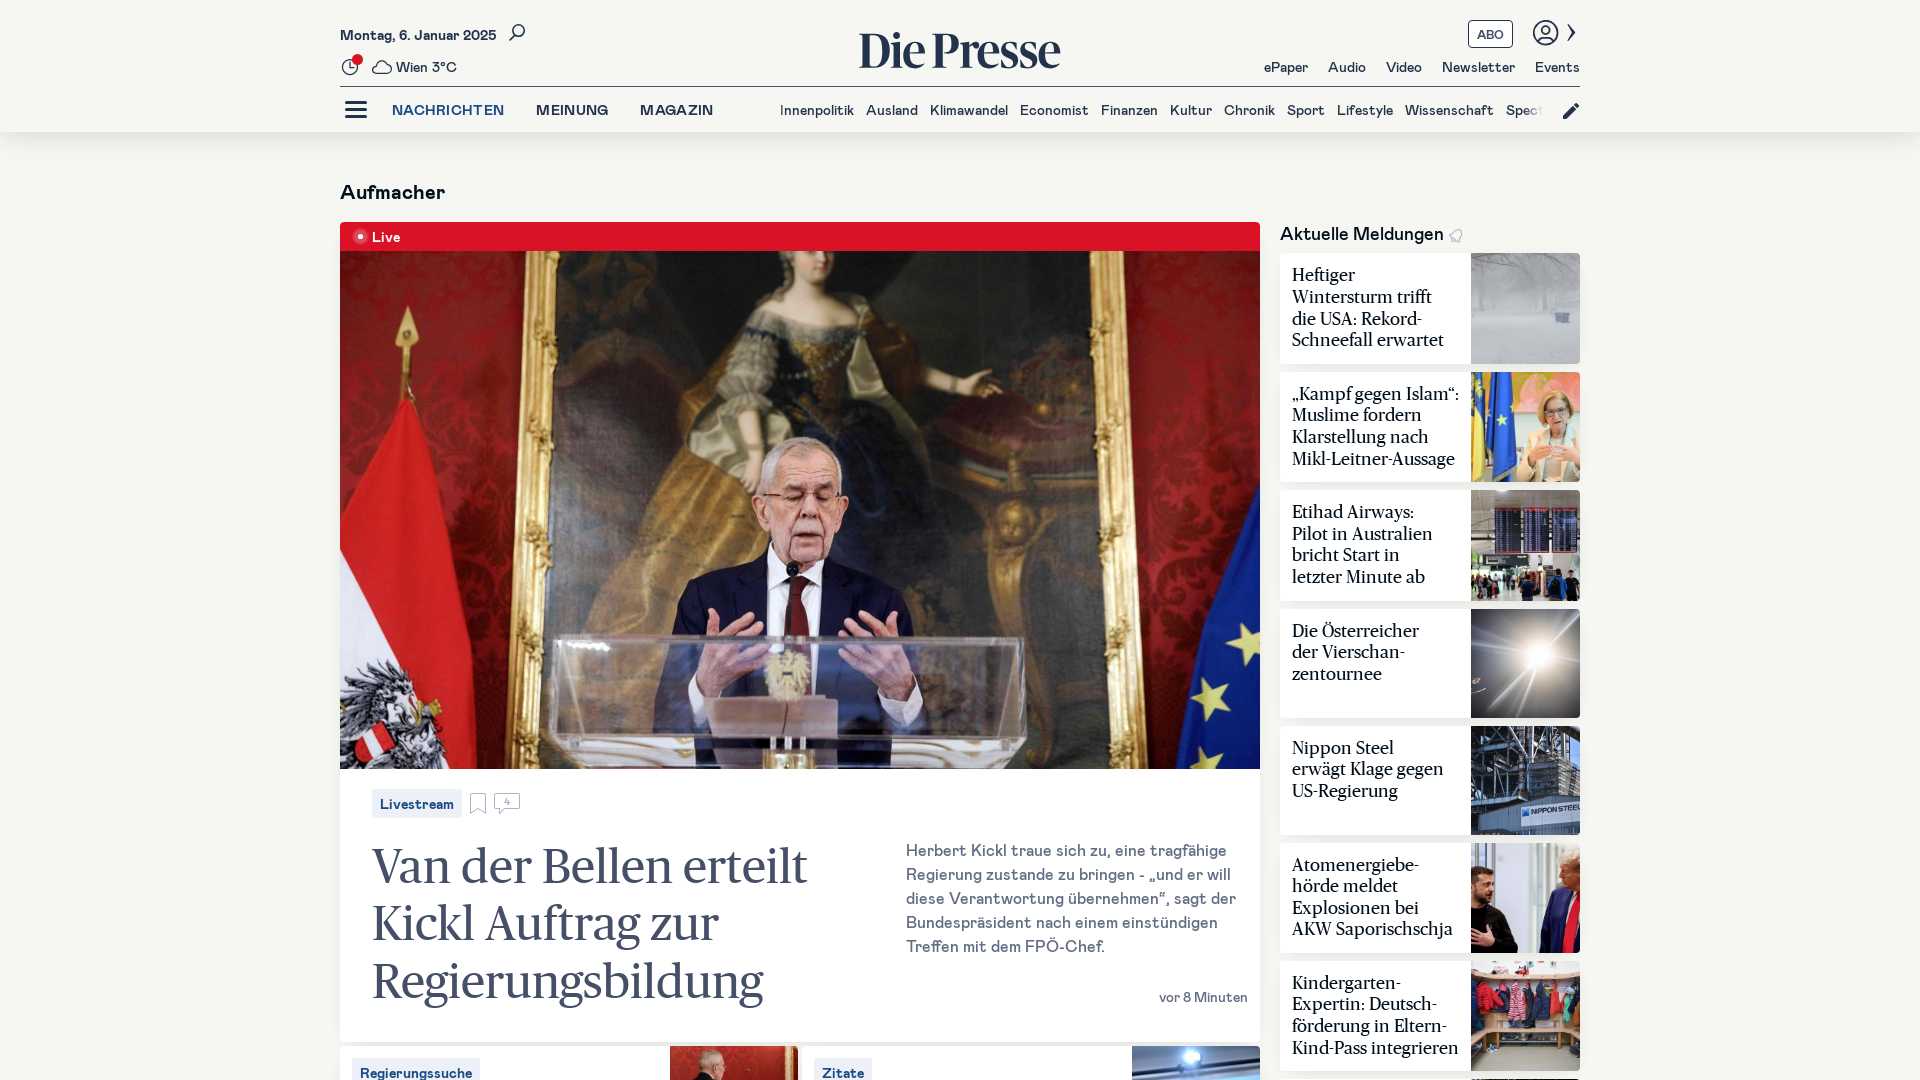 Montag, 6. Januar 2025
Die Presse
ABO
Wien 3°C
ePaper Audio Video Newsletter Events
NACHRICHTEN MEINUNG MAGAZIN
Innenpolitik Ausland Klimawandel Economist Finanzen Kultur Chronik Sport Lifestyle Wissenschaft Spect
Aufmacher
Live
Livestream
4
Van der Bellen erteilt
Kickl Auftrag zur
Regierungsbildung
Herbert Kickl traue sich zu, eine tragfähige
Regierung zustande zu bringen - „und er will
diese Verantwortung übernehmen“, sagt der
Bundespräsident nach einem einstündigen
Treffen mit dem FPÖ-Chef.
vor 8 Minuten
Regierungssuche
Zitate
Aktuelle Meldungen
Heftiger
Wintersturm trifft
die USA: Rekord-
Schneefall erwartet
„Kampf gegen Islam“:
Muslime fordern
Klarstellung nach
Mikl-Leitner-Aussage
Etihad Airways:
Pilot in Australien
bricht Start in
letzter Minute ab
Die Österreicher
der Vierschan-
zentournee
Nippon Steel
erwägt Klage gegen
US-Regierung
NIPPON STEEL
Atomenergiebe-
hörde meldet
Explosionen bei
AKW Saporischschja
Kindergarten-
Expertin: Deutsch-
förderung in Eltern-
Kind-Pass integrieren